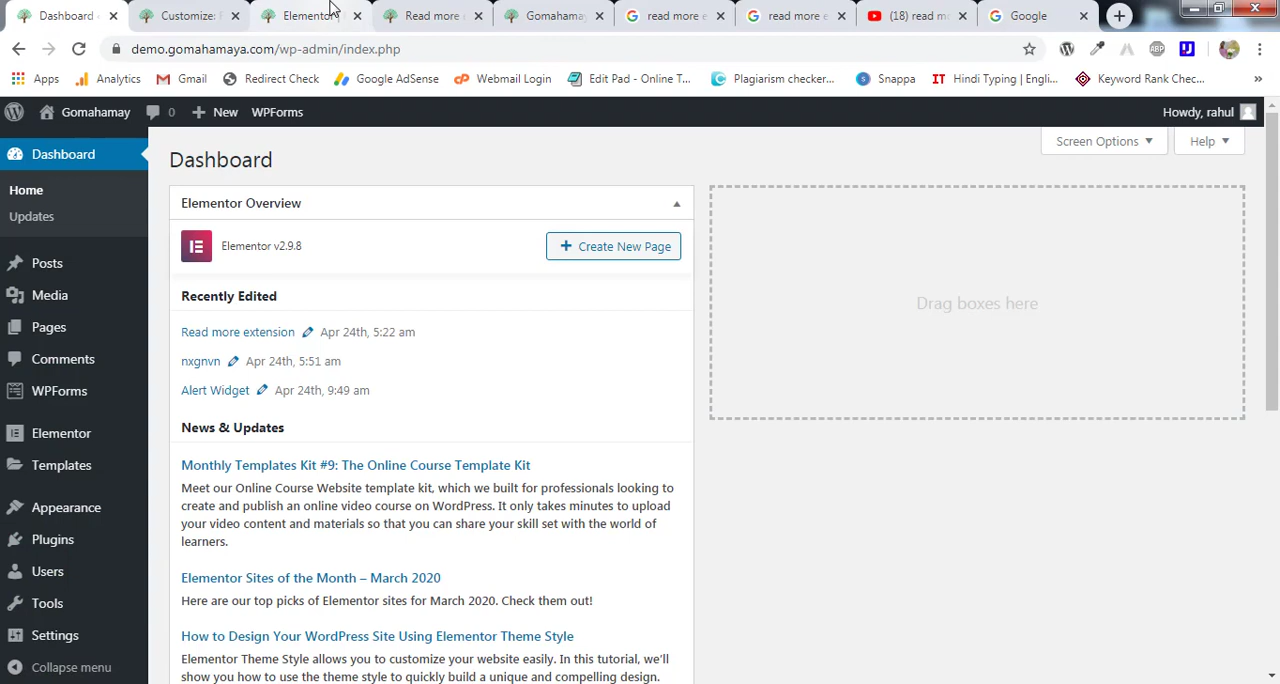 Dashboard
Customize:
Elementor
Read more
Gomahamay
read more e
read more e
(18) read m
Google
demo.gomahamaya.com/wp-admin/index.php
ABP
Apps
Analytics
Gmail
Redirect Check
Google AdSense
Webmail Login
Edit Pad - Online T...
Plagiarism checker...
Snappa
Hindi Typing | Engli...
Keyword Rank Chec...
»
Gomahamay
0
New
WPForms
Howdy, rahul
Dashboard
Home
Updates
Posts
Media
Pages
Comments
WPForms
Elementor
Templates
Appearance
Plugins
Users
Tools
Settings
Collapse menu
Screen Options
Help
Dashboard
Elementor Overview
Elementor v2.9.8
Create New Page
Recently Edited
Read more extension Apr 24th, 5:22 am
nxgnvn Apr 24th, 5:51 am
Alert Widget Apr 24th, 9:49 am
News & Updates
Monthly Templates Kit #9: The Online Course Template Kit
Meet our Online Course Website template kit, which we built for professionals looking to
create and publish an online video course on WordPress. It only takes minutes to upload
your video content and materials so that you can share your skill set with the world of
learners.
Elementor Sites of the Month – March 2020
Here are our top picks of Elementor sites for March 2020. Check them out!
How to Design Your WordPress Site Using Elementor Theme Style
Elementor Theme Style allows you to customize your website easily. In this tutorial, we'll
show you how to use the theme style to quickly build a unique and compelling design.
Drag boxes here